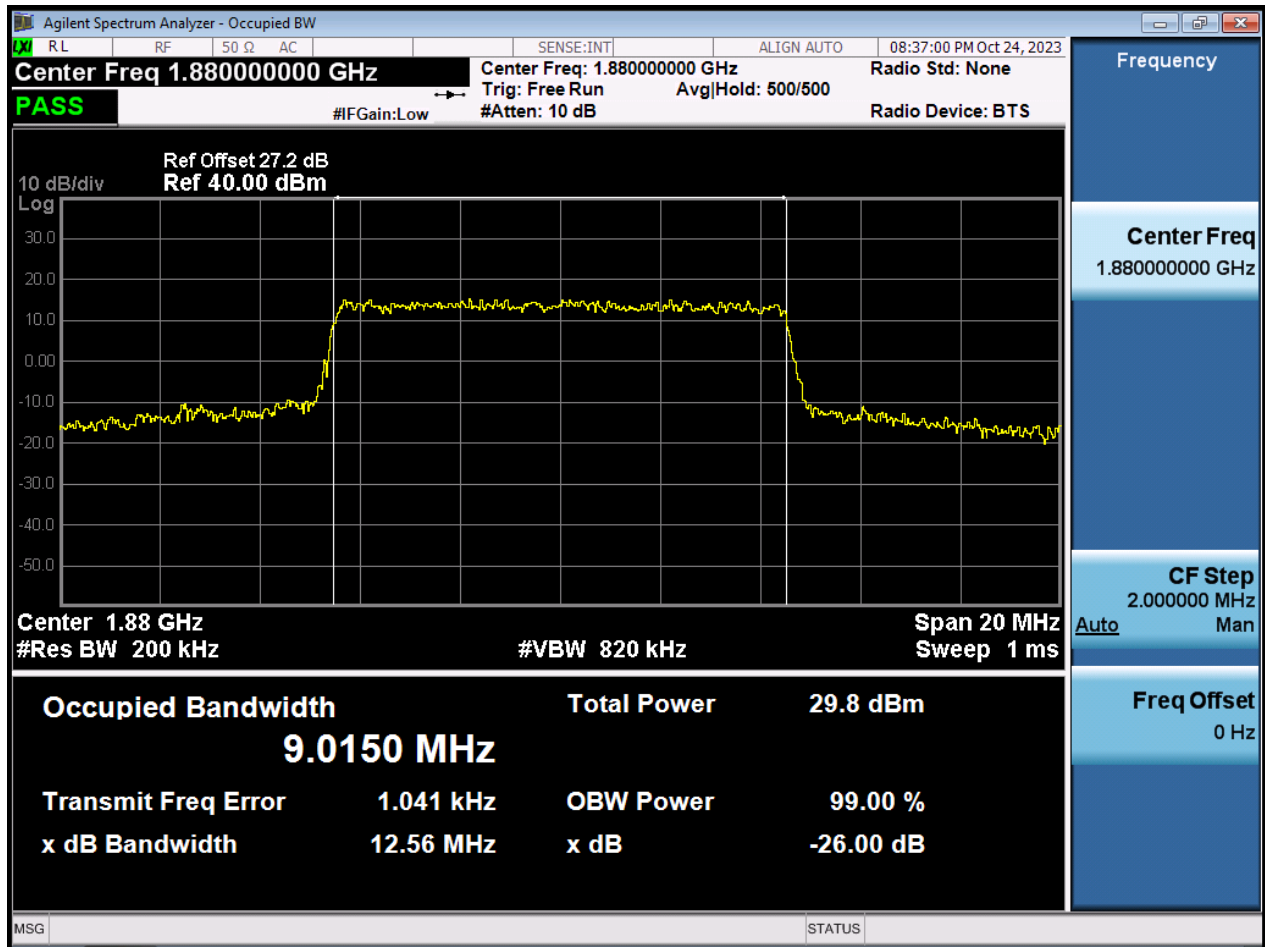 Agilent Spectrum Analyzer - Occupied BW
LXI RL RF 50 Ω AC SENSE:INT ALIGN AUTO 08:37:00 PM Oct 24, 2023
Center Freq 1.880000000 GHz
Center Freq: 1.880000000 GHz Radio Std: None
Trig: Free Run Avg|Hold: 500/500
PASS
#IFGain:Low #Atten: 10 dB Radio Device: BTS
Ref Offset 27.2 dB
10 dB/div Ref 40.00 dBm
Log
30.0
20.0
10.0
0.00
-10.0
-20.0
-30.0
-40.0
-50.0
Center 1.88 GHz Span 20 MHz
#Res BW 200 kHz #VBW 820 kHz Sweep 1 ms
Occupied Bandwidth Total Power 29.8 dBm
9.0150 MHz
Transmit Freq Error 1.041 kHz OBW Power 99.00 %
x dB Bandwidth 12.56 MHz x dB -26.00 dB
MSG STATUS
Frequency
Center Freq
1.880000000 GHz
CF Step
2.000000 MHz
Auto Man
Freq Offset
0 Hz